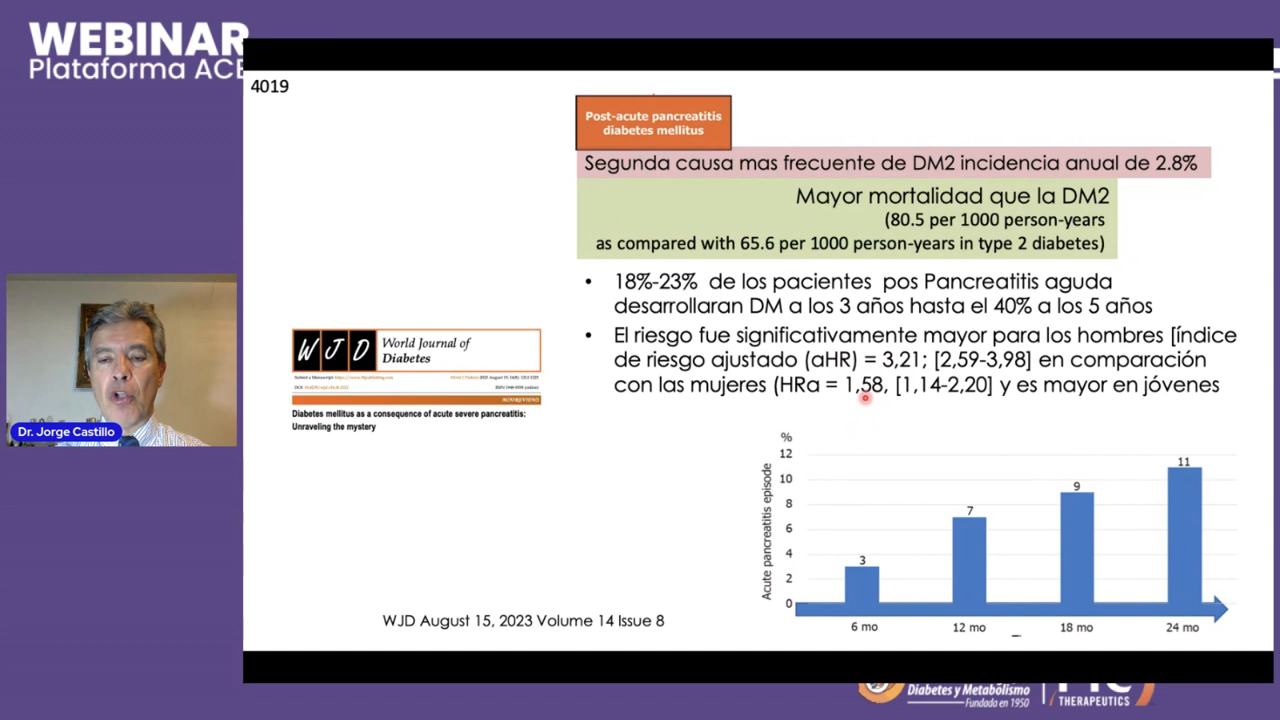 WEBINAR
Plataforma ACE
4019
Post-acute pancreatitis
diabetes mellitus
Segunda causa mas frecuente de DM2 incidencia anual de 2.8%
Mayor mortalidad que la DM2
(80.5 per 1000 person-years
as compared with 65.6 per 1000 person-years in type 2 diabetes)
• 18%-23% de los pacientes pos Pancreatitis aguda
desarrollaran DM a los 3 años hasta el 40% a los 5 años
• El riesgo fue significativamente mayor para los hombres [índice
de riesgo ajustado (aHR) = 3,21; [2,59-3,98] en comparación
con las mujeres (HRa = 1,58, [1,14-2,20] y es mayor en jóvenes
WJD World Journal of
Diabetes
Diabetes mellitus as a consequence of acute severe pancreatitis:
Unraveling the mystery
Dr. Jorge Castillo
%
12
10
8
6
4
2
0
Acute pancreatitis episode
3
7
9
11
6 mo
12 mo
18 mo
24 mo
WJD August 15, 2023 Volume 14 Issue 8
Diabetes y Metabolismo
Fundada en 1950
THERAPEUTICS